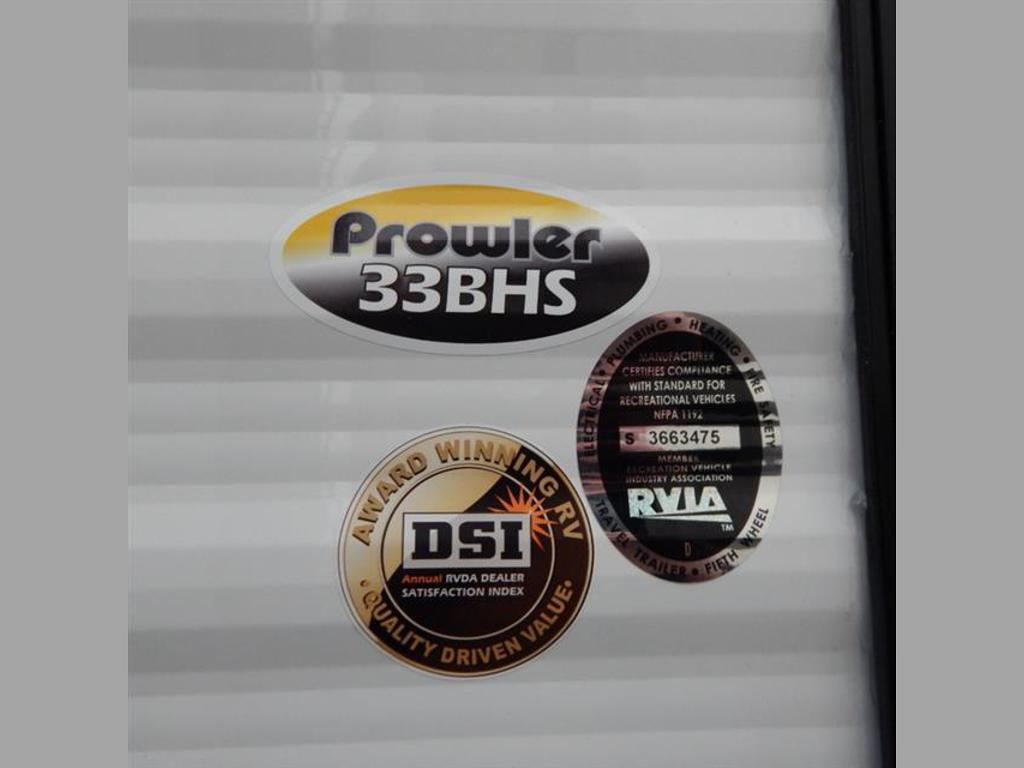 Prowler
33BHS
ELECTRICAL • PLUMBING • HEATING • FIRE SAFETY
MANUFACTURER
CERTIFIES COMPLIANCE
WITH STANDARD FOR
RECREATIONAL VEHICLES
NFPA 1192
S 3663475
MEMBER
RECREATION VEHICLE
INDUSTRY ASSOCIATION
RVIA
TM
D
TRAVEL TRAILER • FIFTH WHEEL
AWARD WINNING RV
DSI
Annual RVDA DEALER
SATISFACTION INDEX
• QUALITY DRIVEN VALUE •